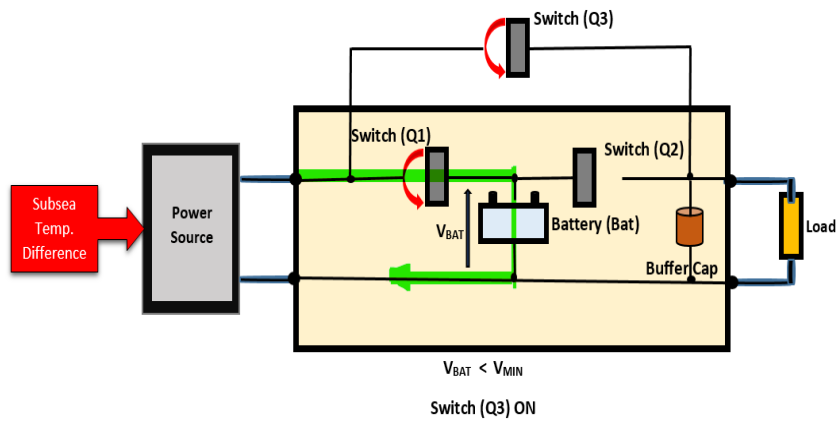 Switch (Q3)
Switch (Q1)
Switch (Q2)
Subsea
Temp.
Difference
Power
Source
VBAT
Battery (Bat)
Load
Buffer Cap
VBAT < VMIN
Switch (Q3) ON